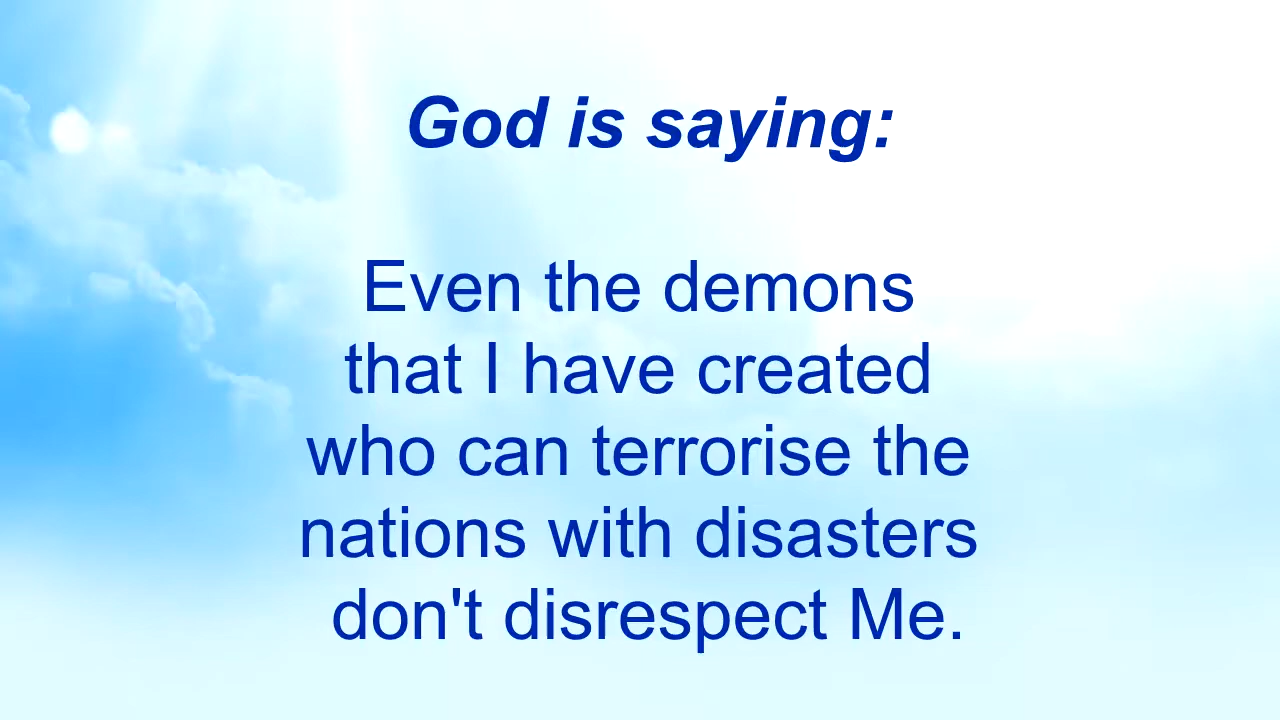 God is saying:
Even the demons
that I have created
who can terrorise the
nations with disasters
don't disrespect Me.